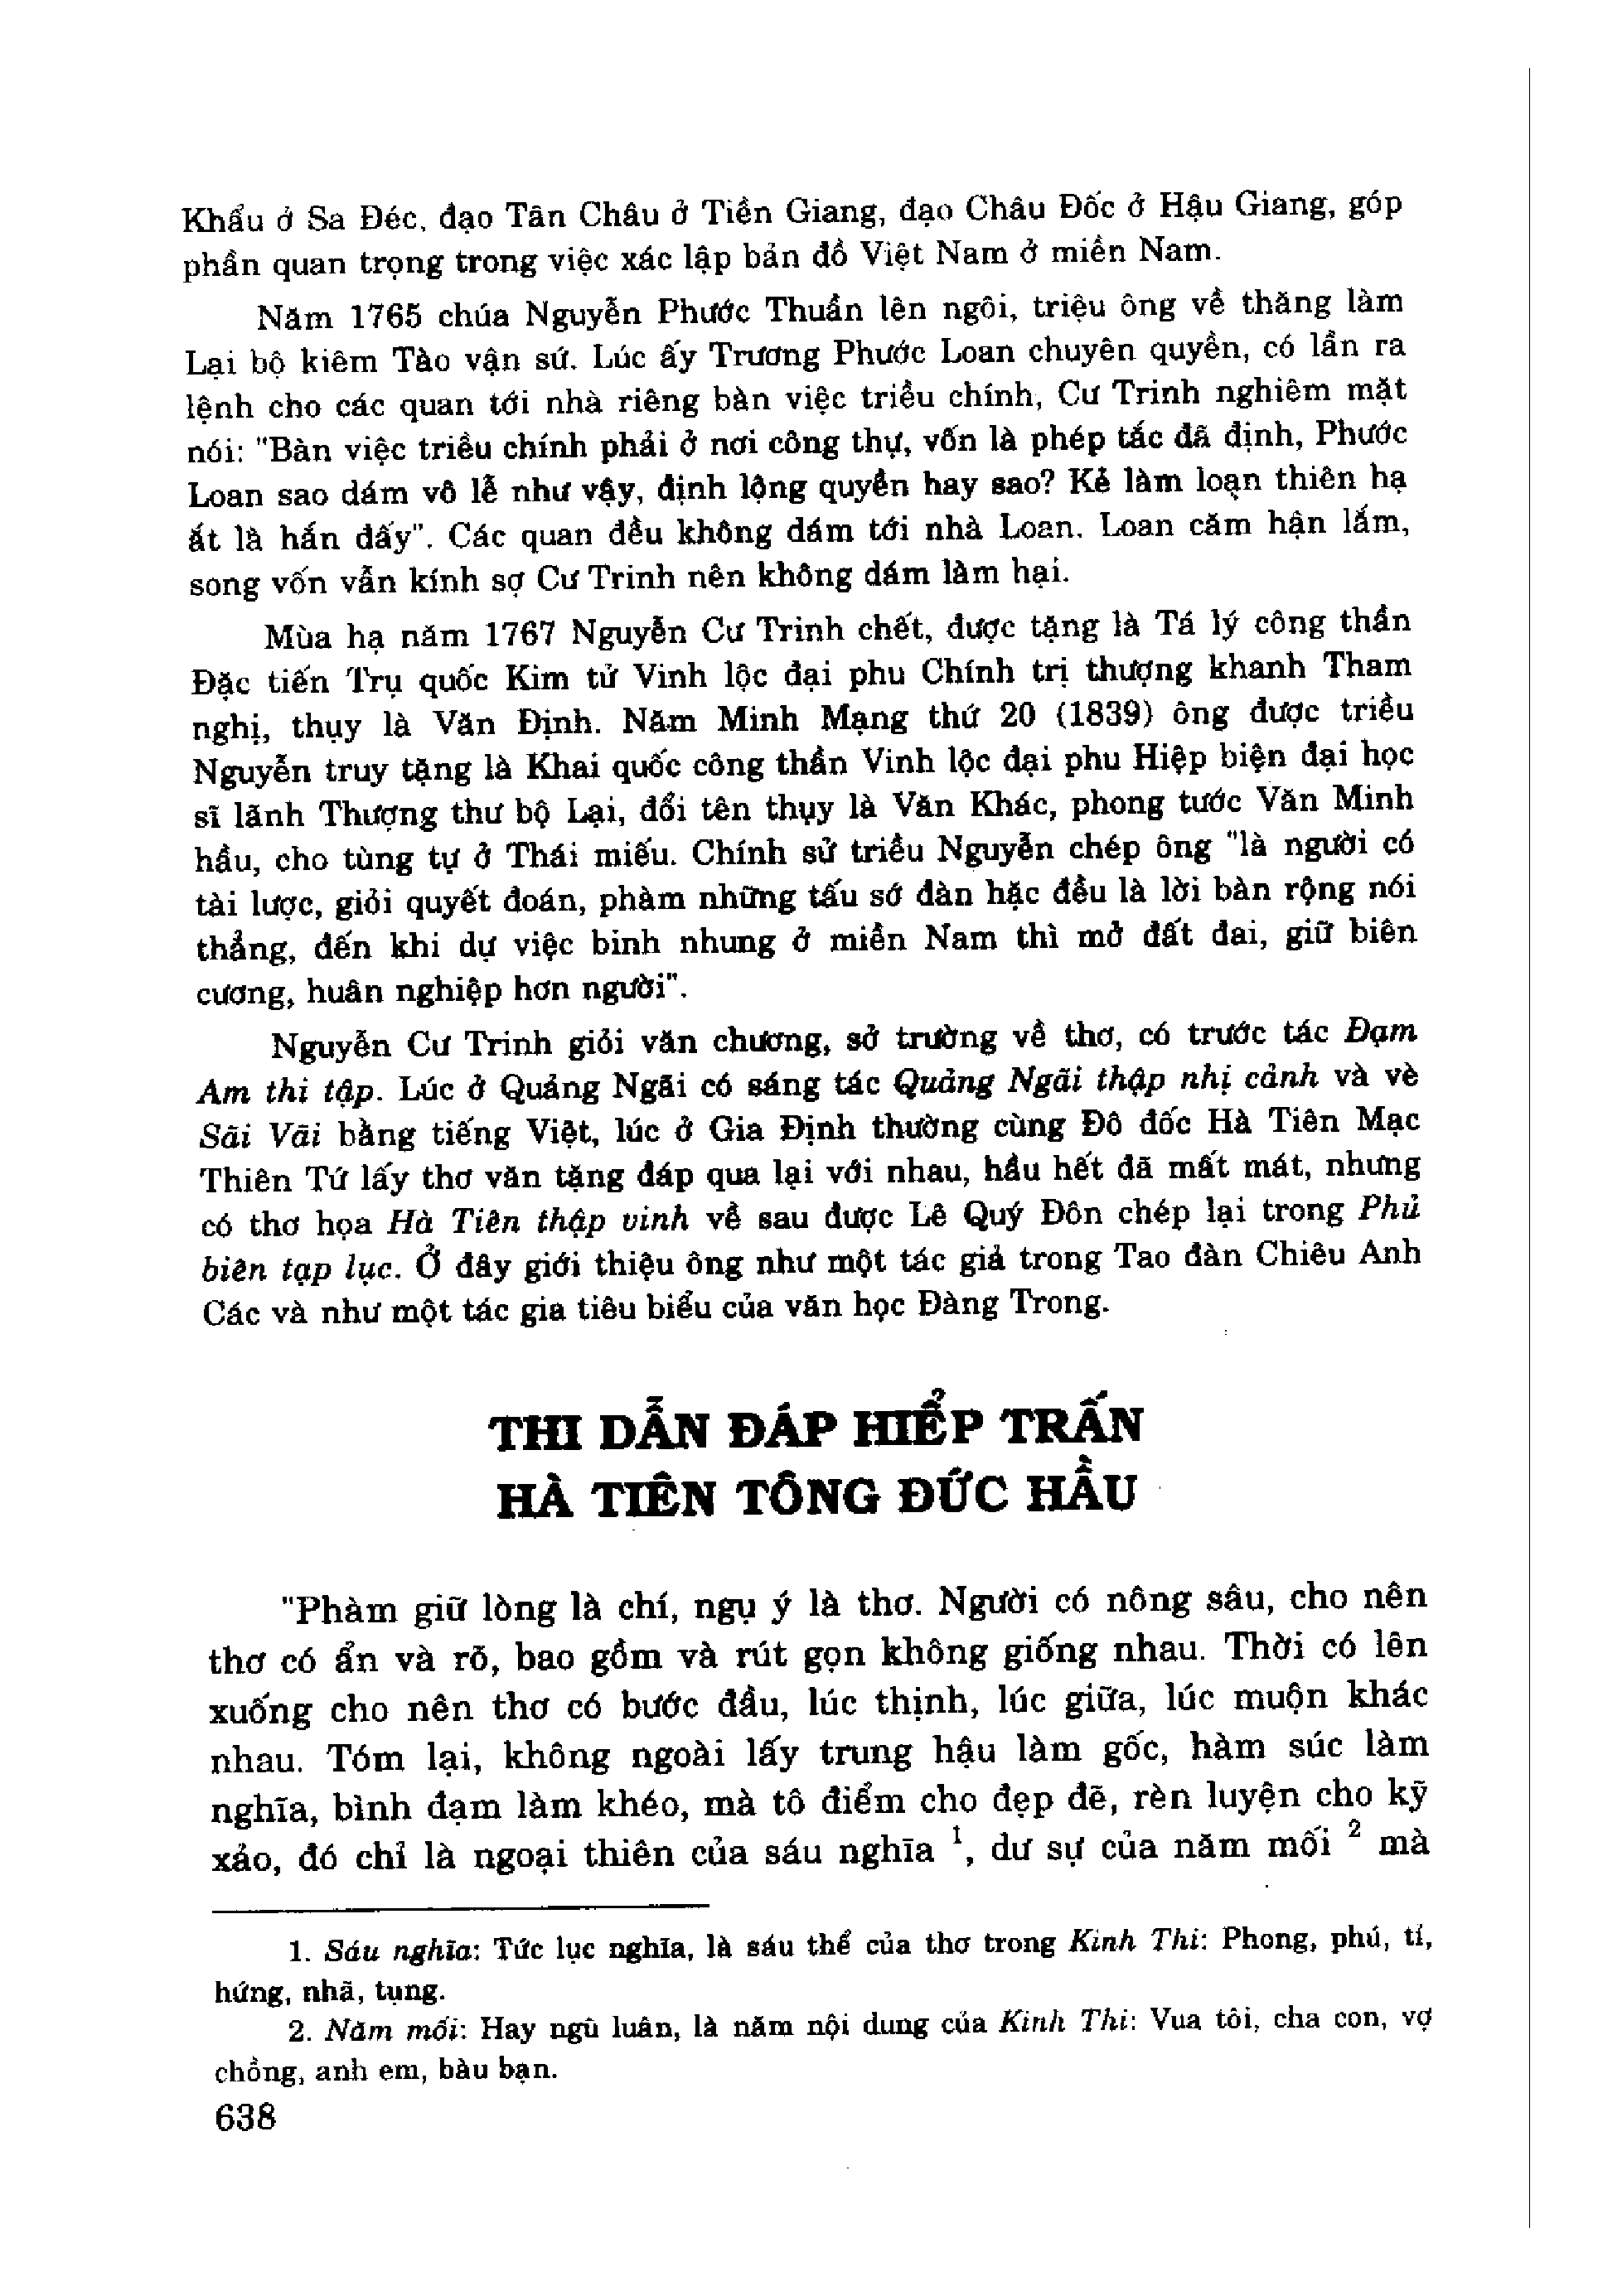 Khẩu ở Sa Đéc, đạo Tân Châu ở Tiền Giang, đạo Châu Đốc ở Hậu Giang, góp
phần quan trọng trong việc xác lập bản đồ Việt Nam ở miền Nam.
Năm 1765 chúa Nguyễn Phước Thuần lên ngôi, triệu ông về thăng làm
Lại bộ kiêm Tào vận sứ. Lúc ấy Trương Phước Loan chuyên quyền, có lần ra
lệnh cho các quan tới nhà riêng bàn việc triều chính, Cư Trinh nghiêm mặt
nói: "Bàn việc triều chính phải ở nơi công thự, vốn là phép tắc đã định, Phước
Loan sao dám vô lễ như vậy, định lộng quyền hay sao? Kẻ làm loạn thiên hạ
ắt là hắn đấy". Các quan đều không dám tới nhà Loan. Loan căm hận lắm,
song vốn vẫn kính sợ Cư Trinh nên không dám làm hại.
Mùa hạ năm 1767 Nguyễn Cư Trinh chết, được tặng là Tá lý công thần
Đặc tiến Trụ quốc Kim tử Vinh lộc đại phu Chính trị thượng khanh Tham
nghị, thụy là Văn Định. Năm Minh Mạng thứ 20 (1839) ông được triều
Nguyễn truy tặng là Khai quốc công thần Vinh lộc đại phu Hiệp biện đại học
sĩ lãnh Thượng thư bộ Lại, đổi tên thụy là Văn Khác, phong tước Văn Minh
hầu, cho tùng tự ở Thái miếu. Chính sử triều Nguyễn chép ông "là người có
tài lược, giỏi quyết đoán, phàm những tấu sớ đàn hặc đều là lời bàn rộng nói
thẳng, đến khi dự việc binh nhung ở miền Nam thì mở đất đai, giữ biên
cương, huân nghiệp hơn người".
Nguyễn Cư Trinh giỏi văn chương, sở trường về thơ, có trước tác Đạm
Am thi tập. Lúc ở Quảng Ngãi có sáng tác Quảng Ngãi thập nhị cảnh và vè
Sãi Vãi bằng tiếng Việt, lúc ở Gia Định thường cùng Đô đốc Hà Tiên Mạc
Thiên Tứ lấy thơ văn tặng đáp qua lại với nhau, hầu hết đã mất mát, nhưng
có thơ họa Hà Tiên thập vinh về sau được Lê Quý Đôn chép lại trong Phủ
biên tạp lục. Ở đây giới thiệu ông như một tác giả trong Tao đàn Chiêu Anh
Các và như một tác gia tiêu biểu của văn học Đàng Trong.
THI DẪN ĐÁP HIỂP TRẤN
HÀ TIÊN TÔNG ĐỨC HẦU
"Phàm giữ lòng là chí, ngụ ý là thơ. Người có nông sâu, cho nên
thơ có ẩn và rõ, bao gồm và rút gọn không giống nhau. Thời có lên
xuống cho nên thơ có bước đầu, lúc thịnh, lúc giữa, lúc muộn khác
nhau. Tóm lại, không ngoài lấy trung hậu làm gốc, hàm súc làm
nghĩa, bình đạm làm khéo, mà tô điểm cho đẹp đẽ, rèn luyện cho kỹ
xảo, đó chỉ là ngoại thiên của sáu nghĩa 1, dư sự của năm mối 2 mà
1. Sáu nghĩa: Tức lục nghĩa, là sáu thể của thơ trong Kinh Thi: Phong, phú, tỉ,
hứng, nhã, tụng.
2. Năm mối: Hay ngũ luân, là năm nội dung của Kinh Thi: Vua tôi, cha con, vợ
chồng, anh em, bàu bạn.
638